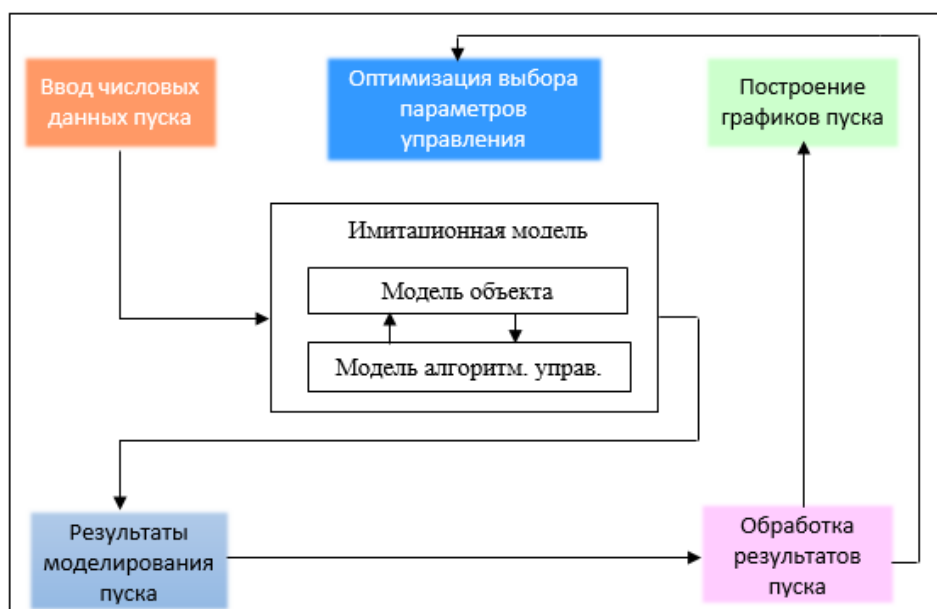 Ввод числовых
данных пуска
Оптимизация выбора
параметров
управления
Построение
графиков пуска
Имитационная модель
Модель объекта
Модель алгоритм. управ.
Результаты
моделирования
пуска
Обработка
результатов
пуска